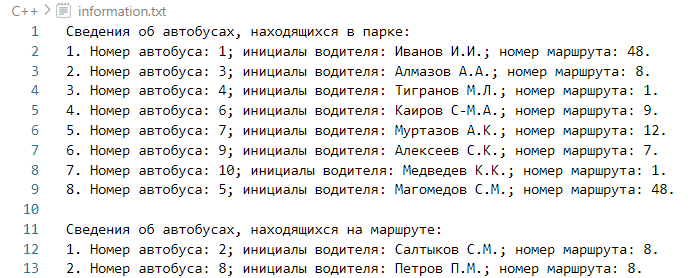 C++ > information.txt
1 Сведения об автобусах, находящихся в парке:
2 1. Номер автобуса: 1; инициалы водителя: Иванов И.И.; номер маршрута: 48.
3 2. Номер автобуса: 3; инициалы водителя: Алмазов А.А.; номер маршрута: 8.
4 3. Номер автобуса: 4; инициалы водителя: Тигранов М.Л.; номер маршрута: 1.
5 4. Номер автобуса: 6; инициалы водителя: Каиров С-М.А.; номер маршрута: 9.
6 5. Номер автобуса: 7; инициалы водителя: Муртазов А.К.; номер маршрута: 12.
7 6. Номер автобуса: 9; инициалы водителя: Алексеев С.К.; номер маршрута: 7.
8 7. Номер автобуса: 10; инициалы водителя: Медведев К.К.; номер маршрута: 1.
9 8. Номер автобуса: 5; инициалы водителя: Магомедов С.М.; номер маршрута: 48.
10
11 Сведения об автобусах, находящихся на маршруте:
12 1. Номер автобуса: 2; инициалы водителя: Салтыков С.М.; номер маршрута: 8.
13 2. Номер автобуса: 8; инициалы водителя: Петров П.М.; номер маршрута: 8.